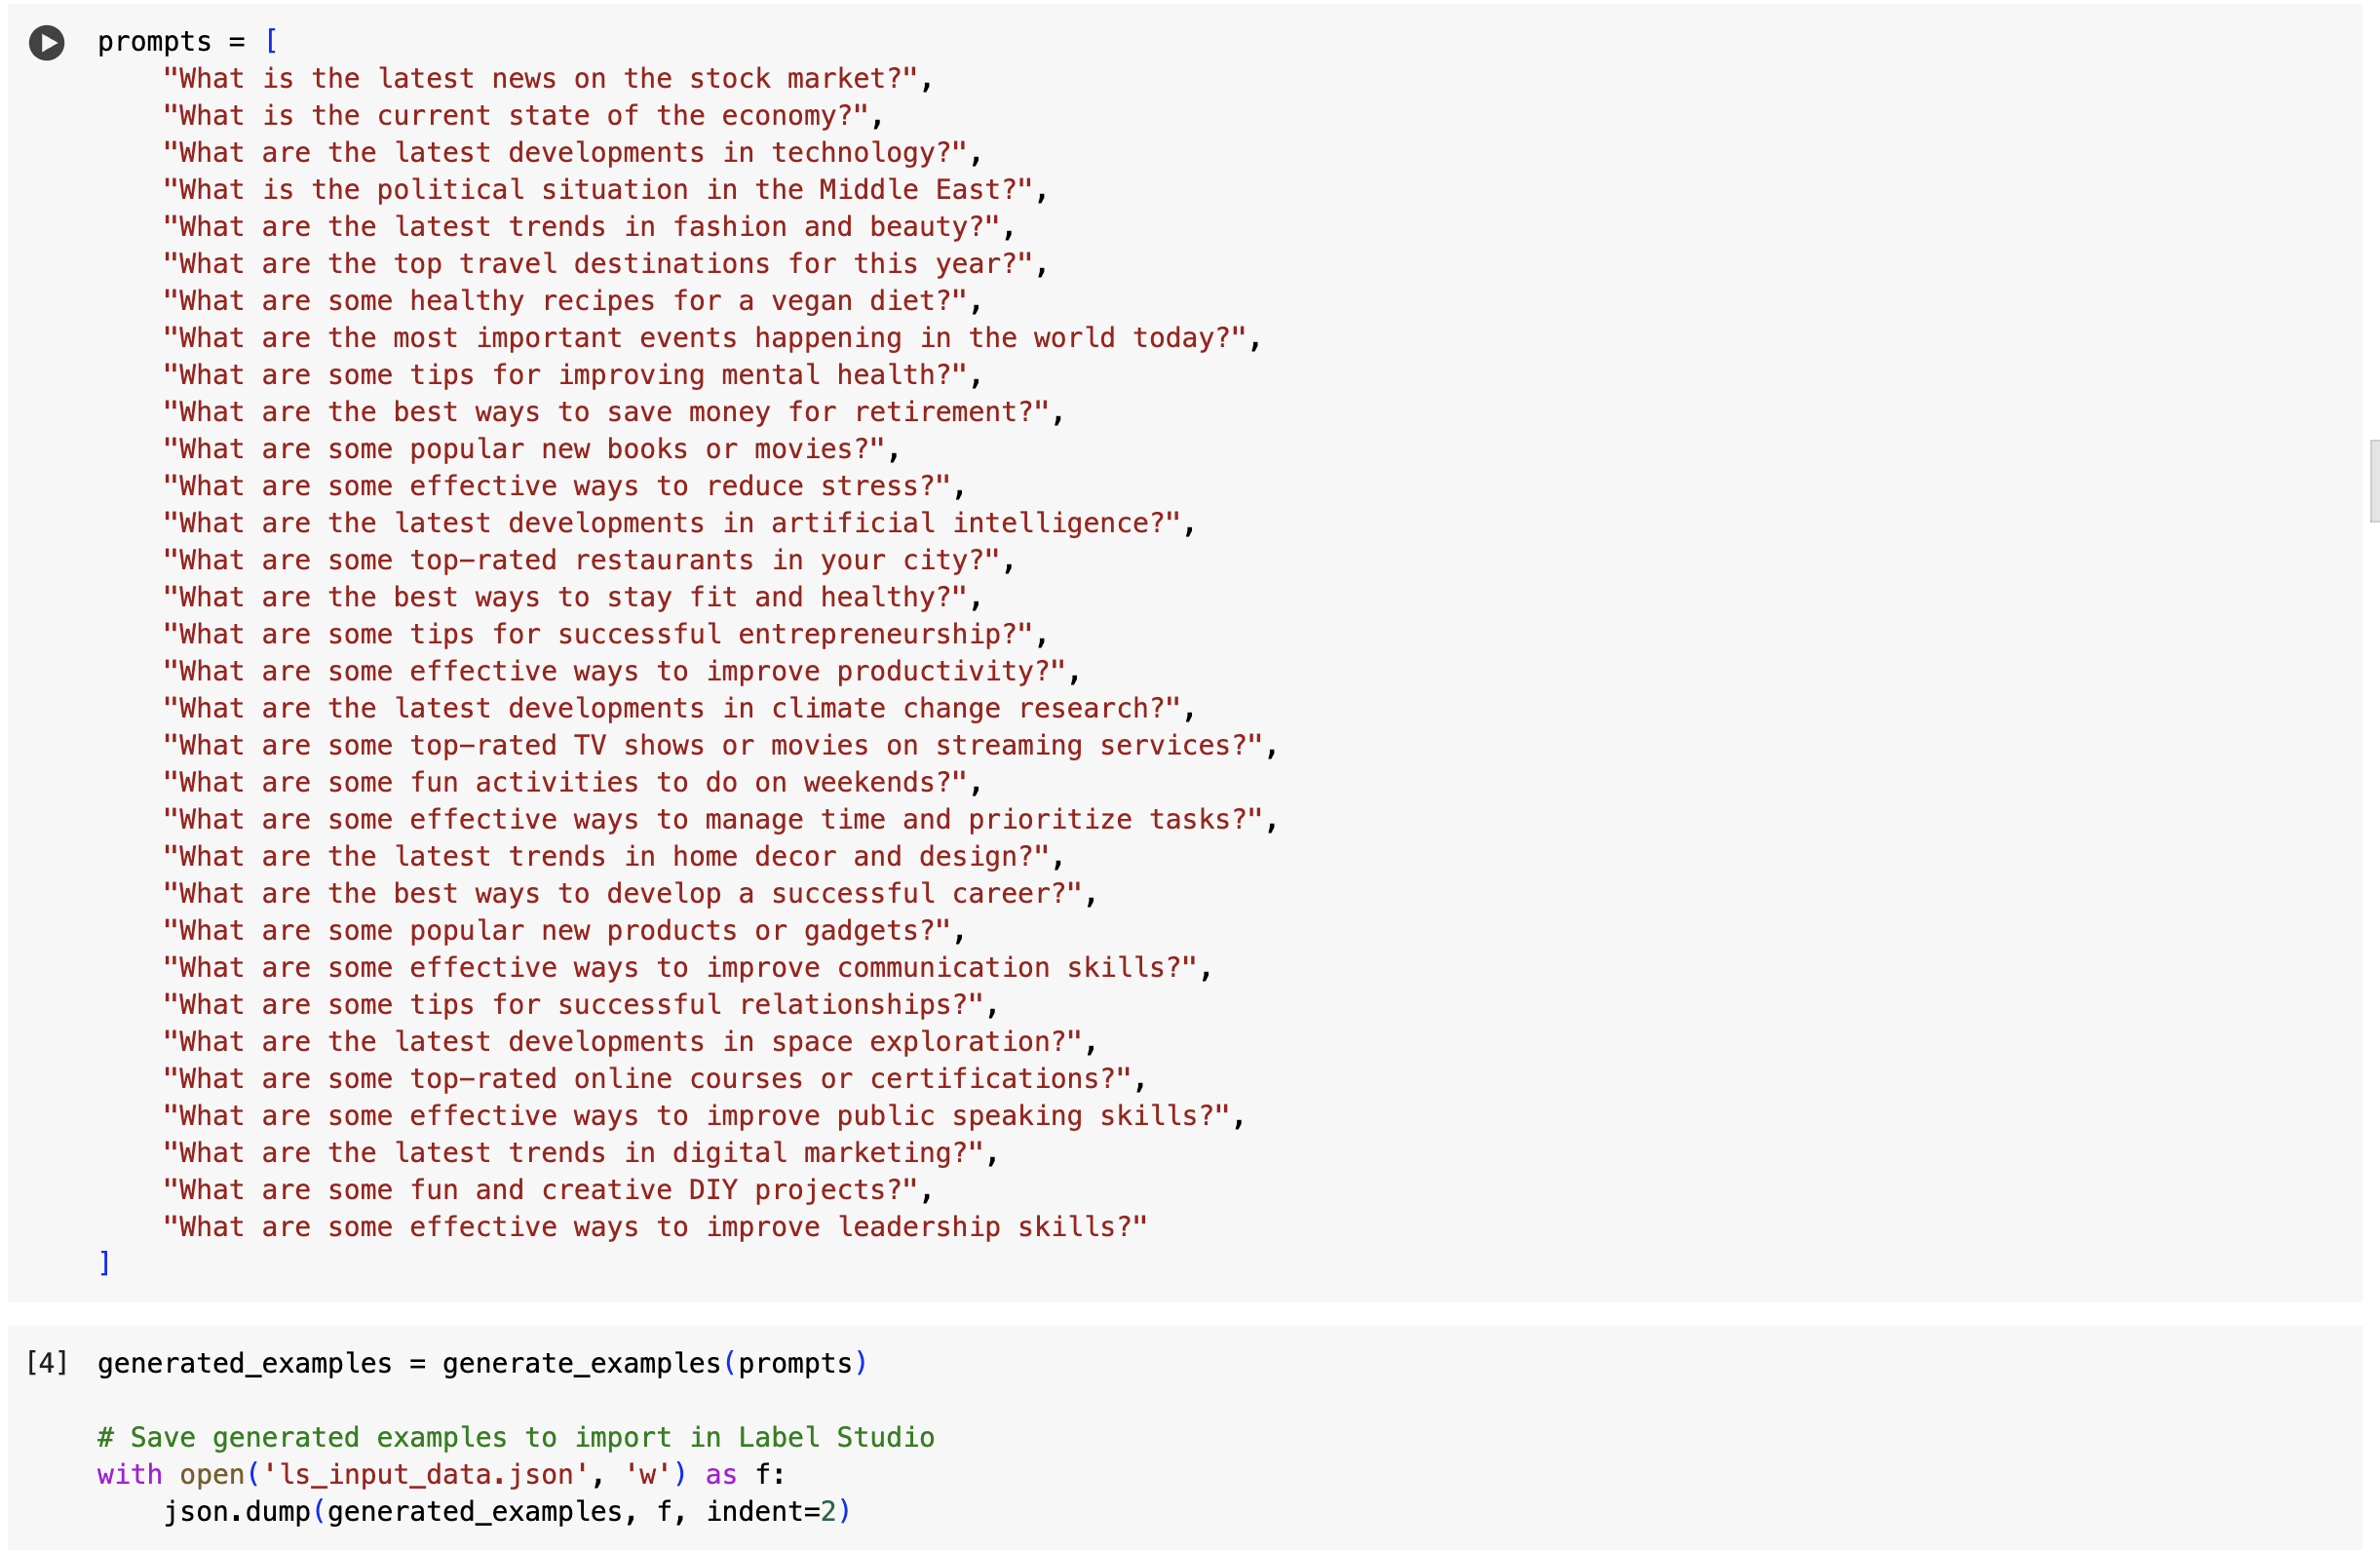 prompts = [
    "What is the latest news on the stock market?",
    "What is the current state of the economy?",
    "What are the latest developments in technology?",
    "What is the political situation in the Middle East?",
    "What are the latest trends in fashion and beauty?",
    "What are the top travel destinations for this year?",
    "What are some healthy recipes for a vegan diet?",
    "What are the most important events happening in the world today?",
    "What are some tips for improving mental health?",
    "What are the best ways to save money for retirement?",
    "What are some popular new books or movies?",
    "What are some effective ways to reduce stress?",
    "What are the latest developments in artificial intelligence?",
    "What are some top-rated restaurants in your city?",
    "What are the best ways to stay fit and healthy?",
    "What are some tips for successful entrepreneurship?",
    "What are some effective ways to improve productivity?",
    "What are the latest developments in climate change research?",
    "What are some top-rated TV shows or movies on streaming services?",
    "What are some fun activities to do on weekends?",
    "What are some effective ways to manage time and prioritize tasks?",
    "What are the latest trends in home decor and design?",
    "What are the best ways to develop a successful career?",
    "What are some popular new products or gadgets?",
    "What are some effective ways to improve communication skills?",
    "What are some tips for successful relationships?",
    "What are the latest developments in space exploration?",
    "What are some top-rated online courses or certifications?",
    "What are some effective ways to improve public speaking skills?",
    "What are the latest trends in digital marketing?",
    "What are some fun and creative DIY projects?",
    "What are some effective ways to improve leadership skills?"
]
[4] generated_examples = generate_examples(prompts)
# Save generated examples to import in Label Studio
with open('ls_input_data.json', 'w') as f:
    json.dump(generated_examples, f, indent=2)